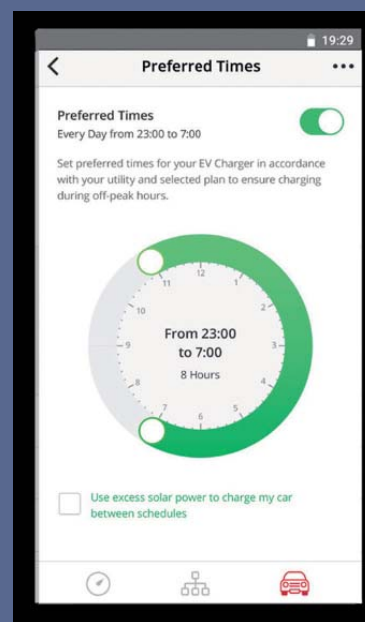 19:29
Preferred Times
Preferred Times
Every Day from 23:00 to 7:00
Set preferred times for your EV Charger in accordance
with your utility and selected plan to ensure charging
during off-peak hours.
12
11
1
10
2
From 23:00
to 7:00
9
3
8 Hours
8
4
7
5
6
Use excess solar power to charge my car
between schedules